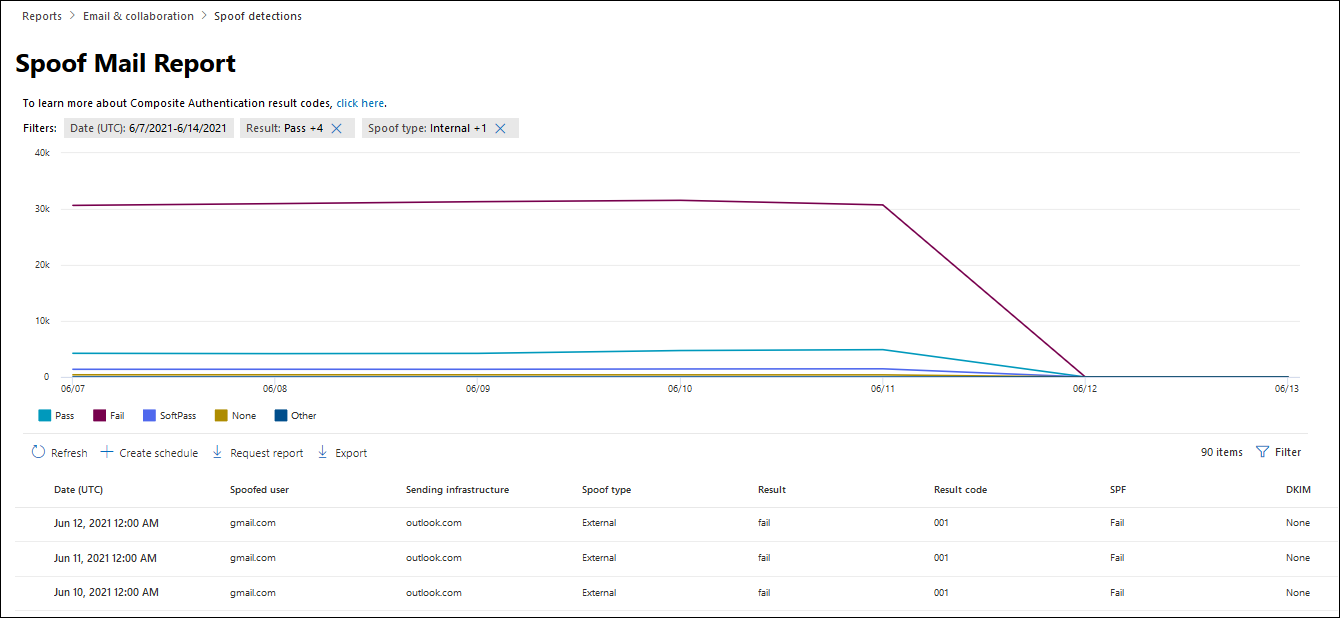 Reports > Email & collaboration > Spoof detections
Spoof Mail Report
To learn more about Composite Authentication result codes, click here.
Filters: Date (UTC): 6/7/2021-6/14/2021 Result: Pass +4 Spoof type: Internal +1
40k
30k
20k
10k
0
06/07 06/08 06/09 06/10 06/11 06/12 06/13
Pass Fail SoftPass None Other
Refresh Create schedule Request report Export 90 items Filter
Date (UTC) Spoofed user Sending infrastructure Spoof type Result Result code SPF DKIM
Jun 12, 2021 12:00 AM gmail.com outlook.com External fail 001 Fail None
Jun 11, 2021 12:00 AM gmail.com outlook.com External fail 001 Fail None
Jun 10, 2021 12:00 AM gmail.com outlook.com External fail 001 Fail None